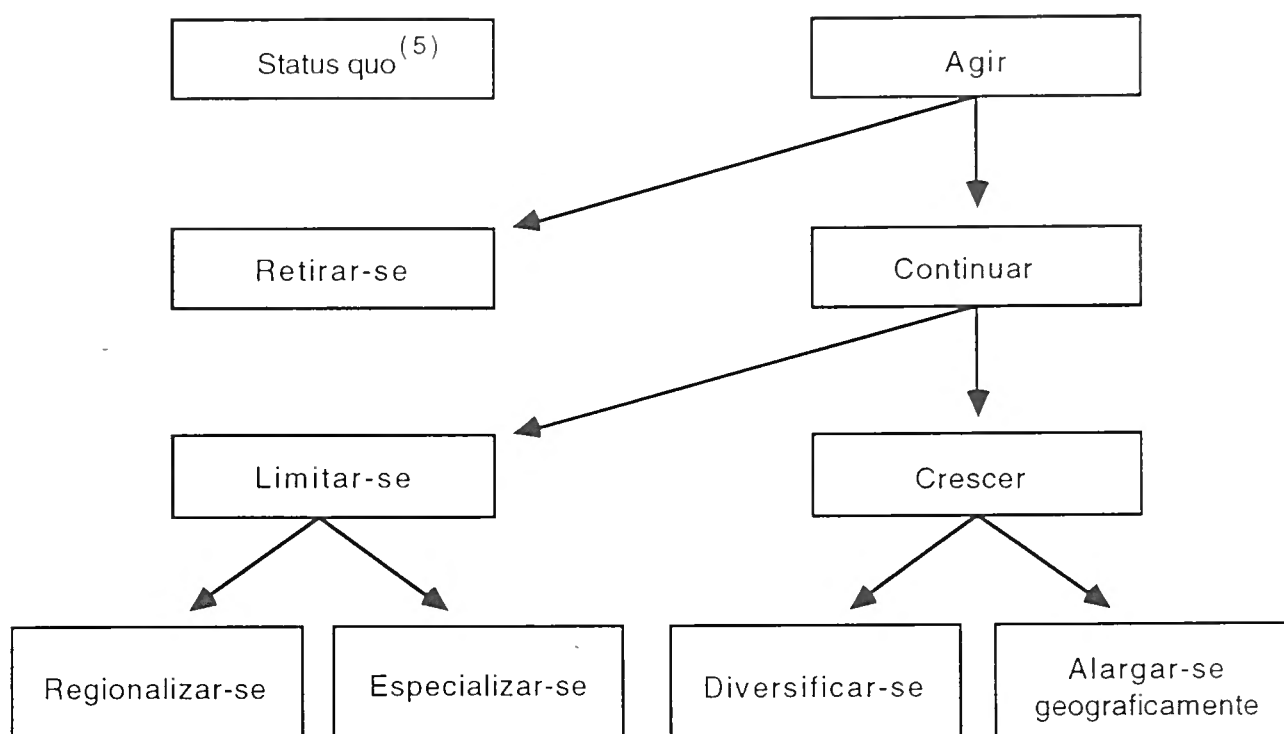 Status quo (5)
Agir
Retirar-se
Continuar
Limitar-se
Crescer
Regionalizar-se
Especializar-se
Diversificar-se
Alargar-se
geograficamente